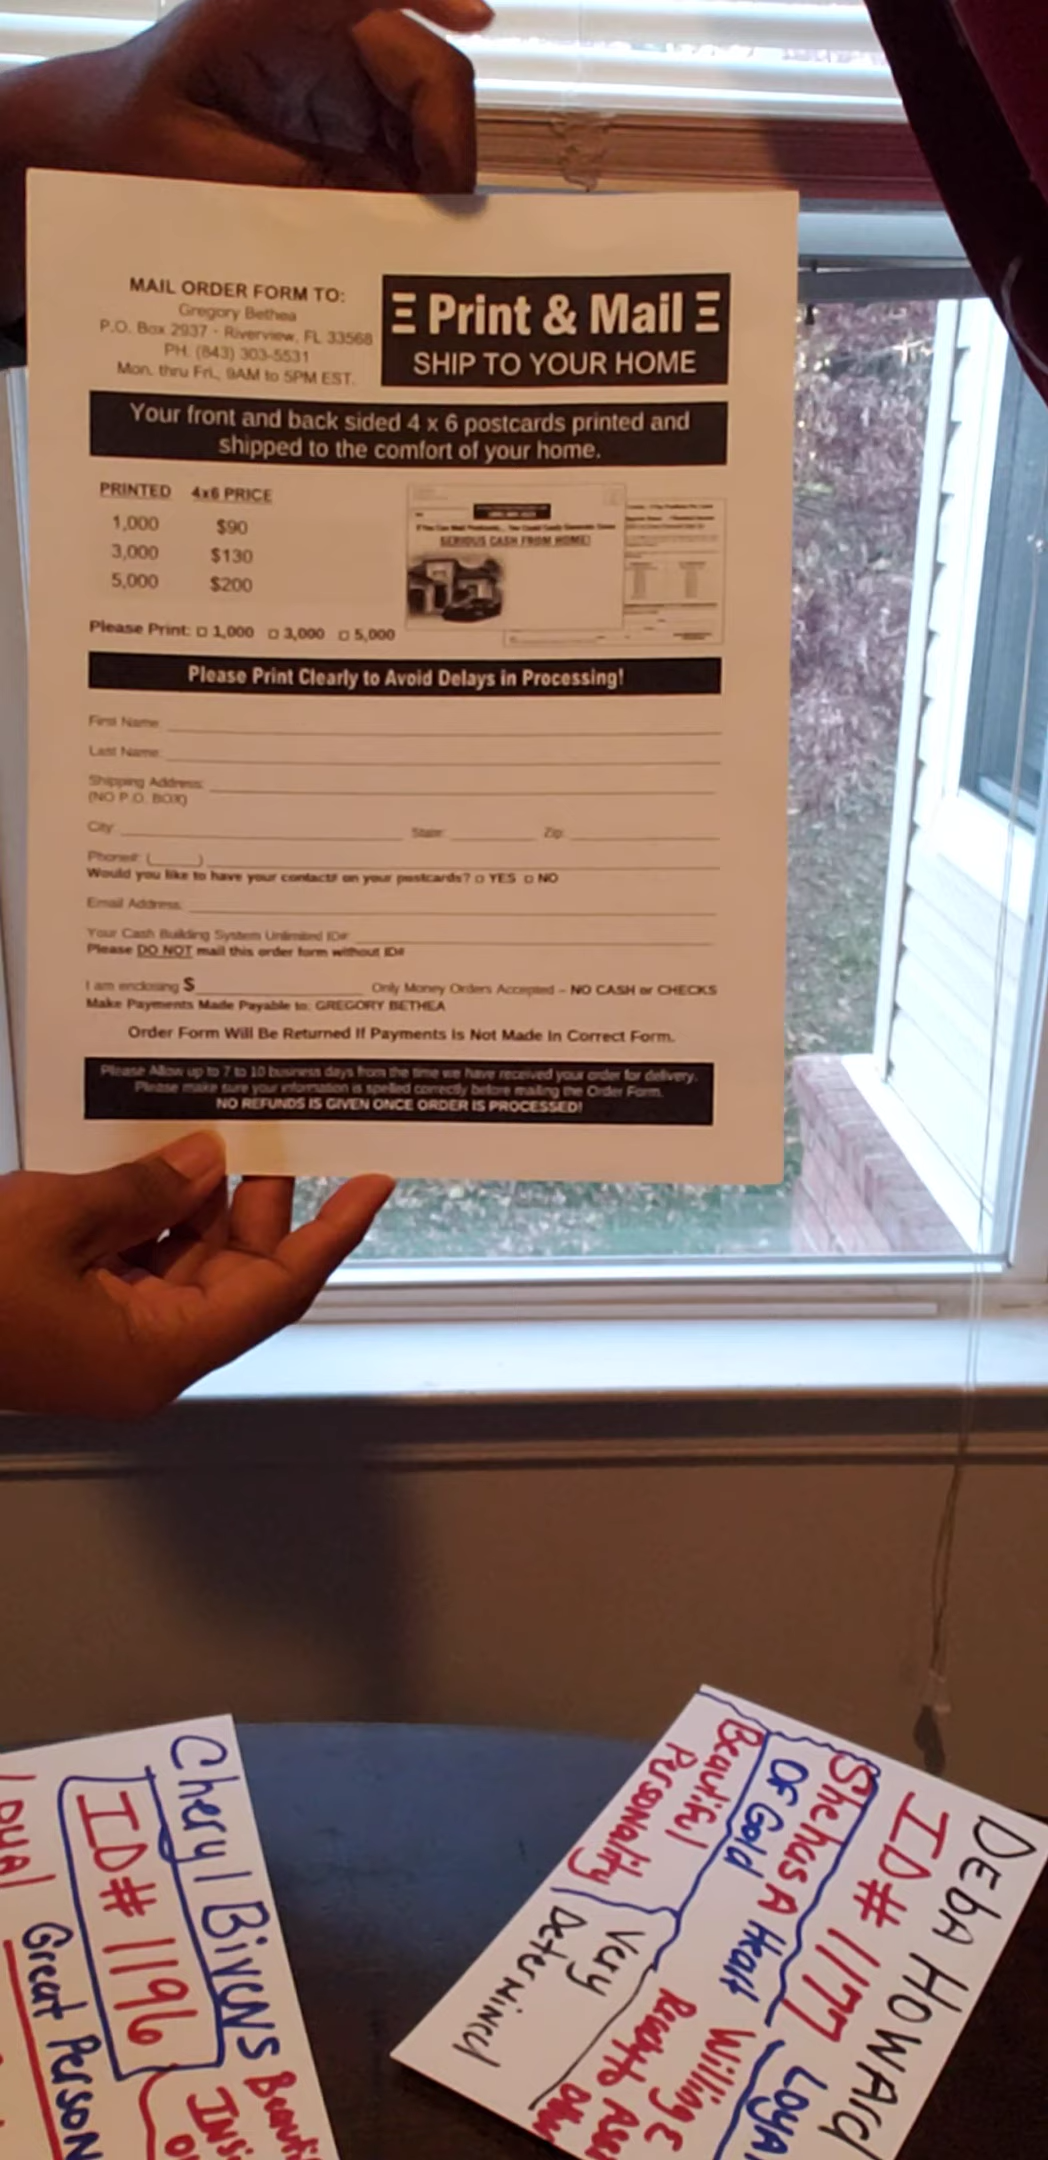 MAIL ORDER FORM TO:
Gregory Bethea
P.O. Box 2937 · Riverview, FL 33568
PH. (843) 303-5531
Mon. thru Fri., 9AM to 5PM EST.
Ξ Print & Mail Ξ
SHIP TO YOUR HOME
Your front and back sided 4 x 6 postcards printed and
shipped to the comfort of your home.
PRINTED 4x6 PRICE
1,000 $90
3,000 $130
5,000 $200
SERIOUS CASH FROM HOME!
Please Print: □ 1,000 □ 3,000 □ 5,000
Please Print Clearly to Avoid Delays in Processing!
First Name:
Last Name:
Shipping Address:
(NO P.O. BOX)
City: State: Zip:
Phone#: ( )
Would you like to have your contact# on your postcards? □ YES □ NO
Email Address:
Your Cash Building System Unlimited ID#:
Please DO NOT mail this order form without ID#
I am enclosing $ Only Money Orders Accepted – NO CASH or CHECKS
Make Payments Made Payable to: GREGORY BETHEA
Order Form Will Be Returned If Payments Is Not Made In Correct Form.
Please Allow up to 7 to 10 business days from the time we have received your order for delivery.
Please make sure your information is spelled correctly before mailing the Order Form.
NO REFUNDS IS GIVEN ONCE ORDER IS PROCESSED!
Cheryl Bivens
ID# 1196
Great Person
DEBA HOWARd
ID# 1177
She has A Heart
OF Gold
Beautiful
Personality
Very
Determined
Willing &
Ready to